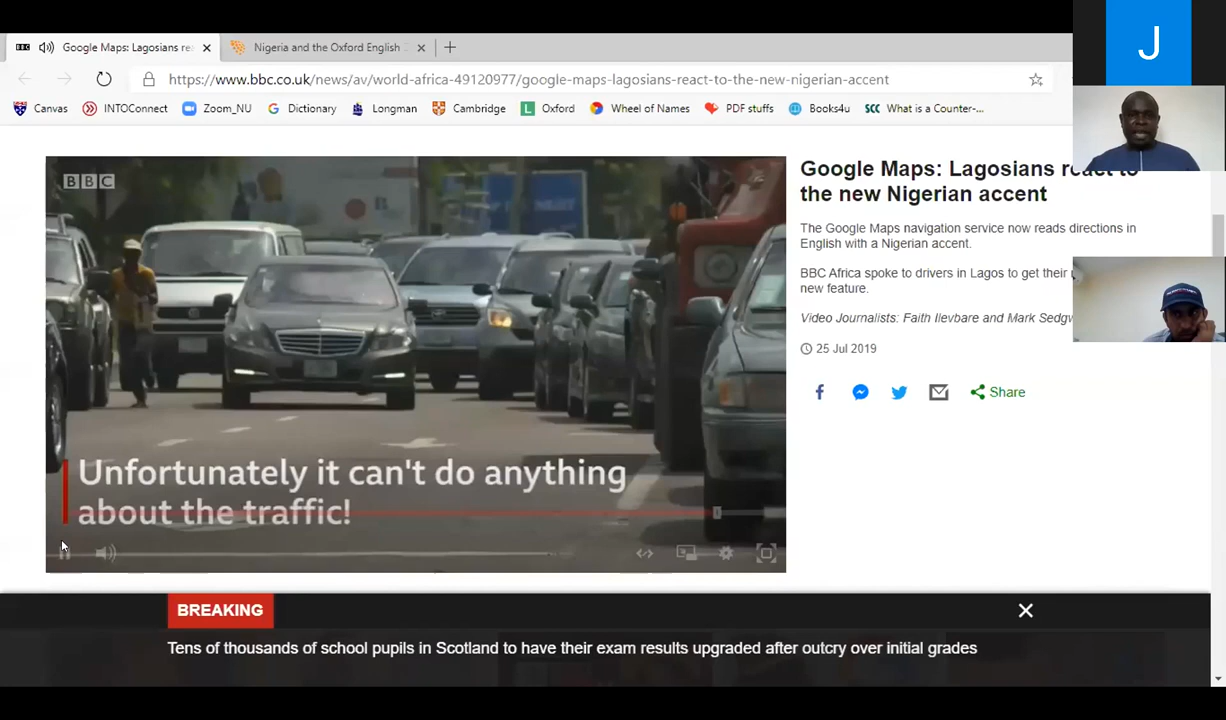 J
Google Maps: Lagosians re
Nigeria and the Oxford English
https://www.bbc.co.uk/news/av/world-africa-49120977/google-maps-lagosians-react-to-the-new-nigerian-accent
Canvas INTOConnect Zoom_NU Dictionary Longman Cambridge Oxford Wheel of Names PDF stuffs Books4u What is a Counter-...
BBC
Unfortunately it can't do anything
about the traffic!
Google Maps: Lagosians react to
the new Nigerian accent
The Google Maps navigation service now reads directions in
English with a Nigerian accent.
BBC Africa spoke to drivers in Lagos to get their
new feature.
Video Journalists: Faith Ilevbare and Mark Sedgw
25 Jul 2019
Share
BREAKING
Tens of thousands of school pupils in Scotland to have their exam results upgraded after outcry over initial grades